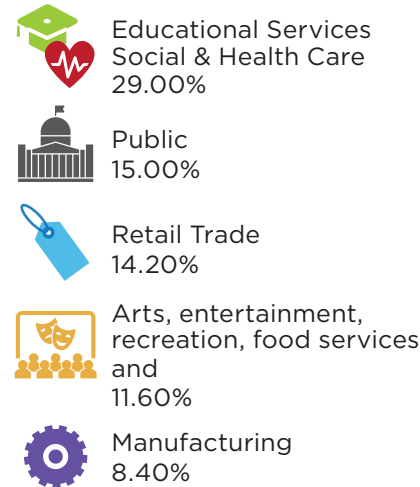 Educational Services
Social & Health Care
29.00%
Public
15.00%
Retail Trade
14.20%
Arts, entertainment,
recreation, food services
and
11.60%
Manufacturing
8.40%